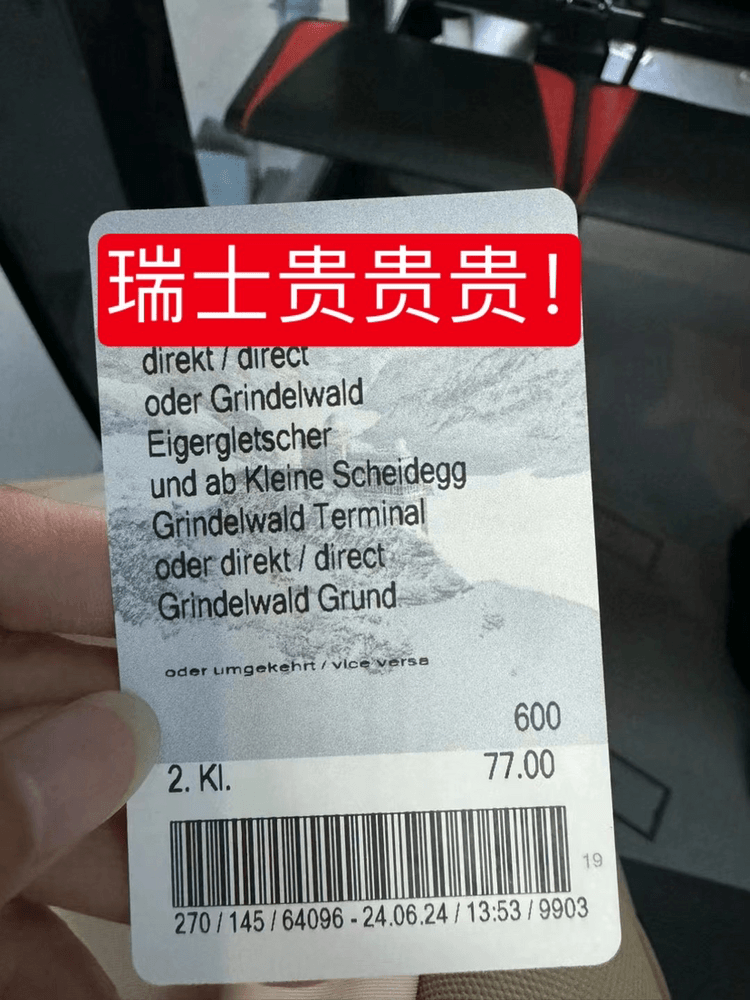 瑞士贵贵贵！
direkt / direct
oder Grindelwald
Eigergletscher
und ab Kleine Scheidegg
Grindelwald Terminal
oder direkt / direct
Grindelwald Grund
oder umgekehrt / vice versa
600
2. Kl. 77.00
19
270 / 145 / 64096 - 24.06.24 / 13:53 / 9903